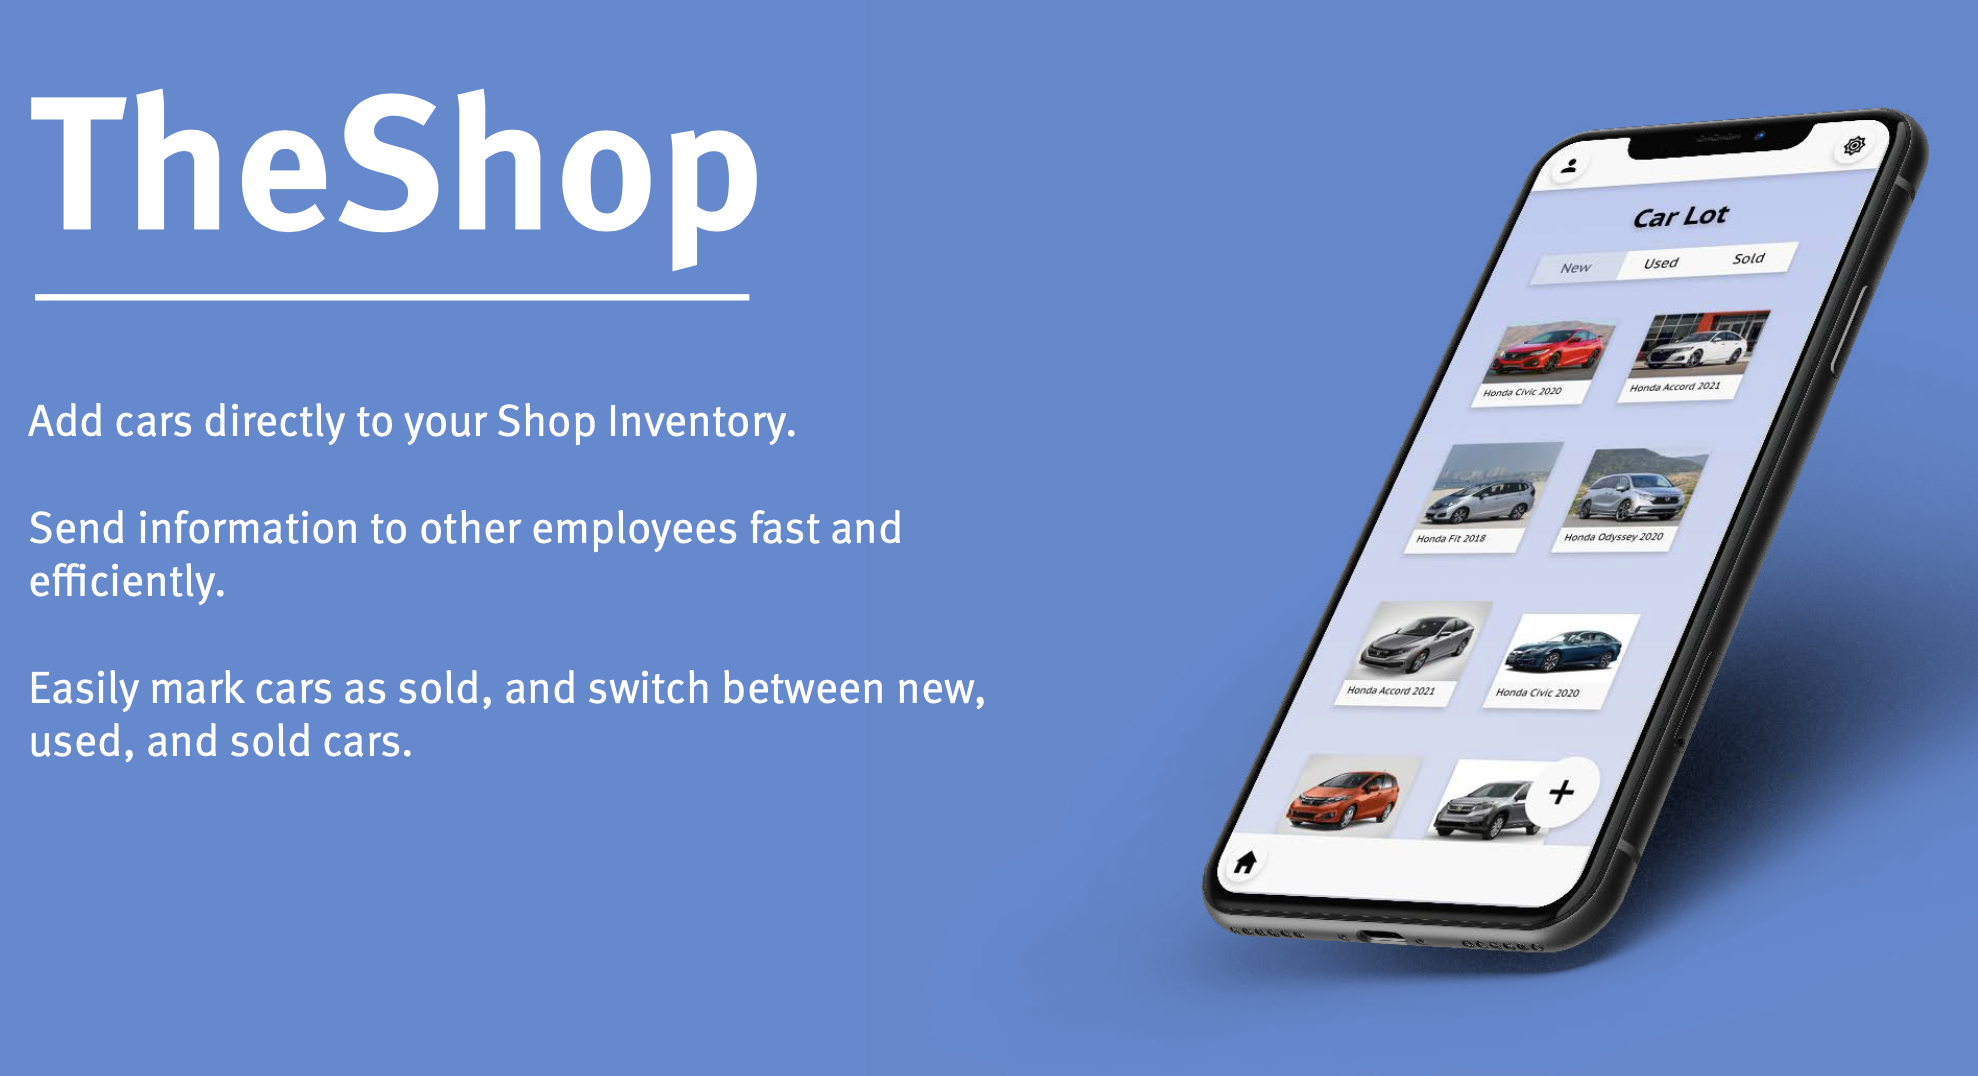 TheShop
Add cars directly to your Shop Inventory.
Send information to other employees fast and
efficiently.
Easily mark cars as sold, and switch between new,
used, and sold cars.
Car Lot
New Used Sold
Honda Civic 2020
Honda Accord 2021
Honda Fit 2018
Honda Odyssey 2020
Honda Accord 2021
Honda Civic 2020
+